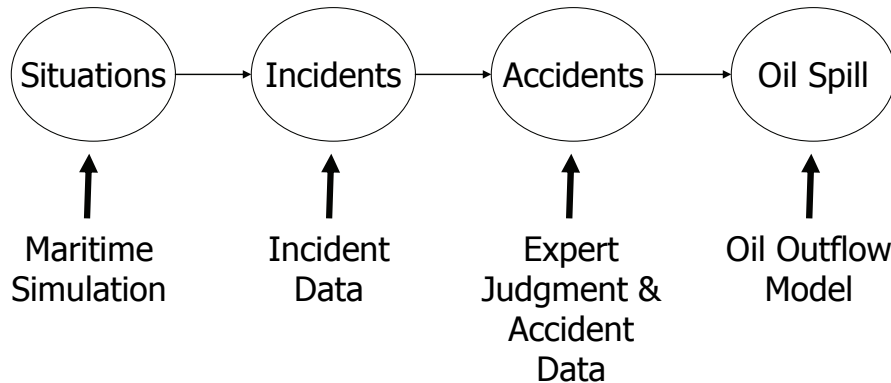 Situations
Incidents
Accidents
Oil Spill
Maritime
Simulation
Incident
Data
Expert
Judgment &
Accident
Data
Oil Outflow
Model